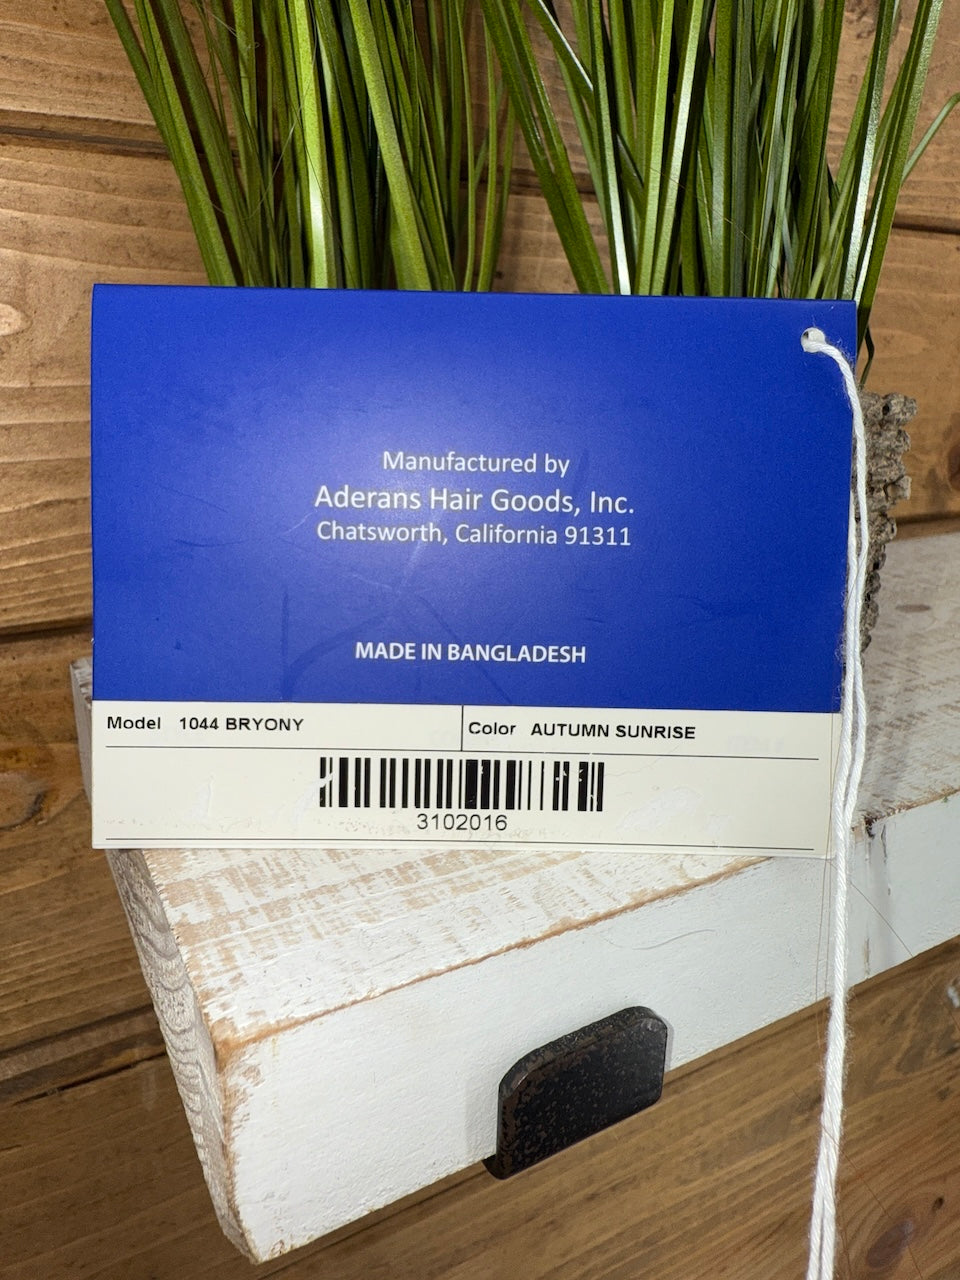 Manufactured by
Aderans Hair Goods, Inc.
Chatsworth, California 91311
MADE IN BANGLADESH
Model 1044 BRYONY Color AUTUMN SUNRISE
3102016